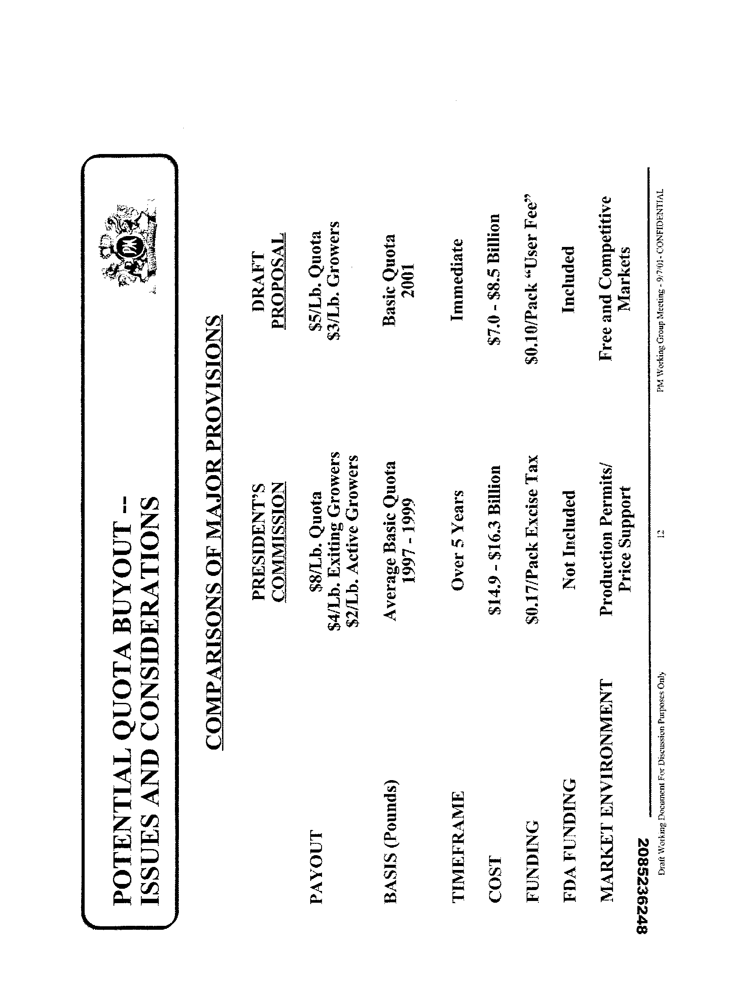 POTENTIAL QUOTA BUYOUT --
ISSUES AND CONSIDERATIONS
PM
COMPARISONS OF MAJOR PROVISIONS
PRESIDENT'S COMMISSION
DRAFT PROPOSAL
PAYOUT
$8/Lb. Quota
$4/Lb. Exiting Growers
$2/Lb. Active Growers
$5/Lb. Quota
$3/Lb. Growers
BASIS (Pounds)
Average Basic Quota
1997 - 1999
Basic Quota
2001
TIMEFRAME
Over 5 Years
Immediate
COST
$14.9 - $16.3 Billion
$7.0 - $8.5 Billion
FUNDING
$0.17/Pack Excise Tax
$0.10/Pack “User Fee”
FDA FUNDING
Not Included
Included
MARKET ENVIRONMENT
Production Permits/
Price Support
Free and Competitive
Markets
2085236248
Draft Working Document For Discussion Purposes Only
12
PM Working Group Meeting - 9/7/01- CONFIDENTIAL